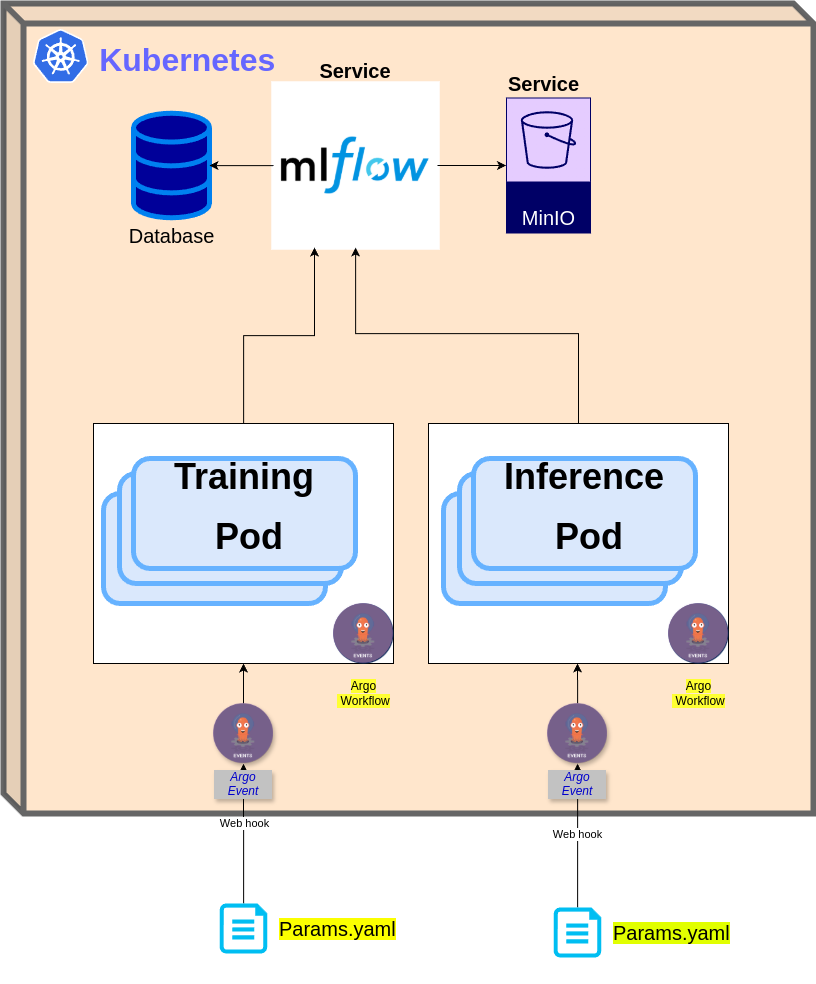 Kubernetes
Service
Service
mlflow
MinIO
Database
Training
Pod
Inference
Pod
EVENTS
EVENTS
Argo
Workflow
Argo
Workflow
EVENTS
EVENTS
Argo
Event
Argo
Event
Web hook
Web hook
Params.yaml
Params.yaml